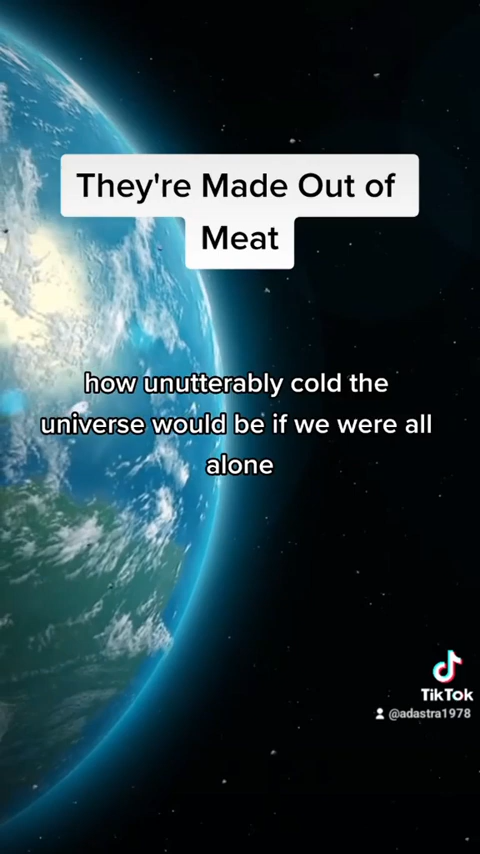 They're Made Out of
Meat
how unutterably cold the
universe would be if we were all
alone
TikTok
@adastra1978